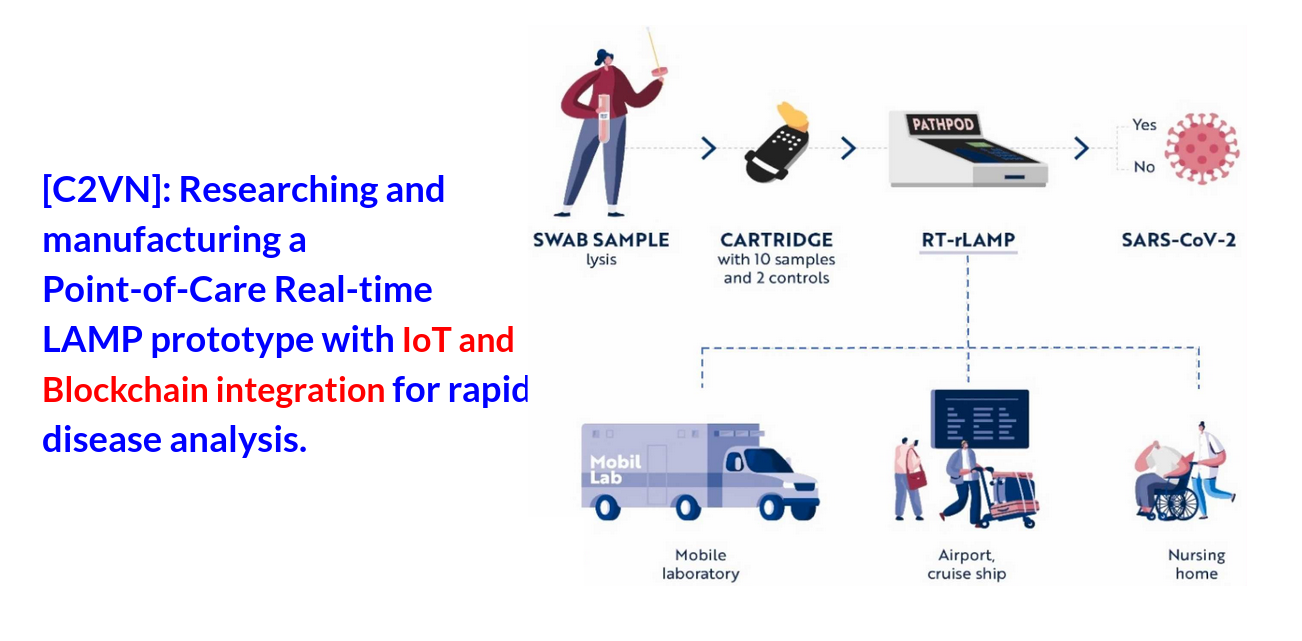 [C2VN]: Researching and
manufacturing a
Point-of-Care Real-time
LAMP prototype with IoT and
Blockchain integration for rapid
disease analysis.
PATHPOD
Yes
No
SWAB SAMPLE
lysis
CARTRIDGE
with 10 samples
and 2 controls
RT-rLAMP
SARS-CoV-2
Mobil
Lab
Mobile
laboratory
Airport,
cruise ship
Nursing
home